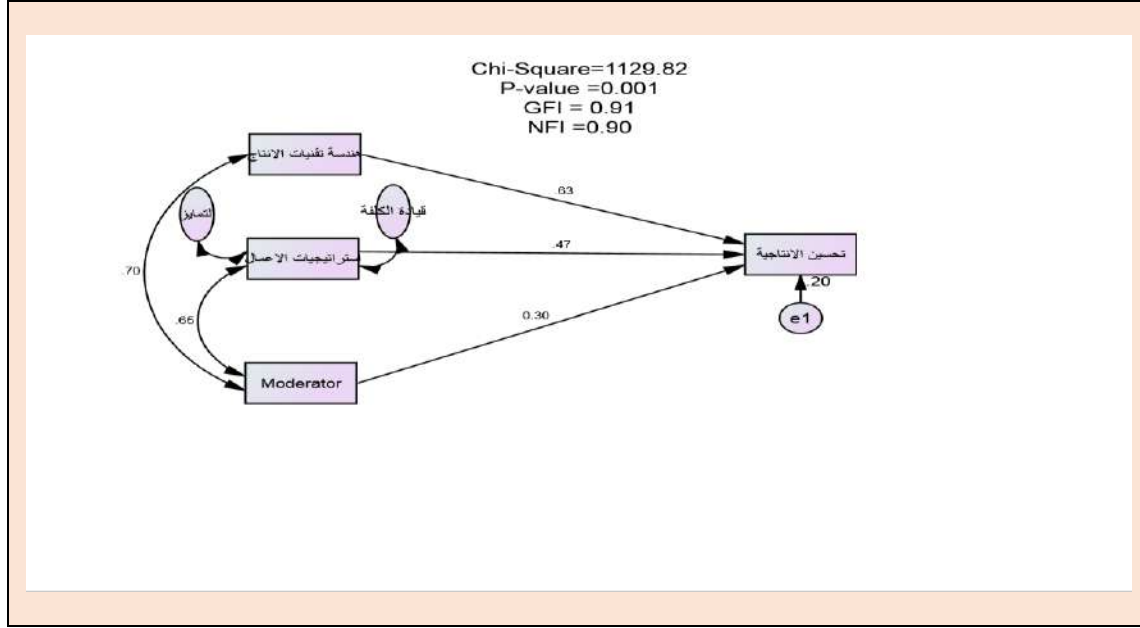 Chi-Square=1129.82
P-value =0.001
GFI = 0.91
NFI =0.90
هندسة تقنيات الانتاج
.63
التمايز
قيادة الكلفة
ستراتيجيات الاعمال
.47
تحسين الانتاجية
.20
.70
.66
0.30
e1
Moderator